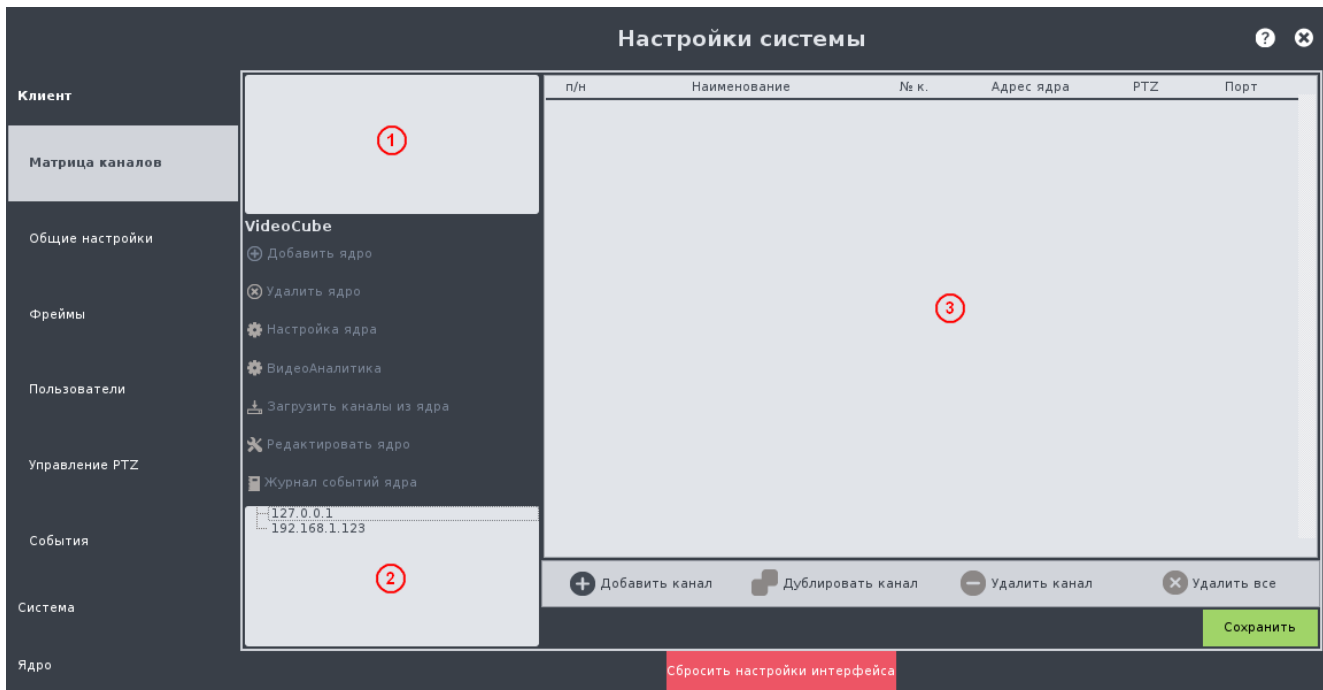 Настройки системы
?
Клиент
Матрица каналов
Общие настройки
Фреймы
Пользователи
Управление PTZ
События
Система
Ядро
1
VideoCube
Добавить ядро
Удалить ядро
Настройка ядра
ВидеоАналитика
Загрузить каналы из ядра
Редактировать ядро
Журнал событий ядра
127.0.0.1
192.168.1.123
2
п/н Наименование № к. Адрес ядра PTZ Порт
3
Добавить канал Дублировать канал Удалить канал Удалить все
Сохранить
Сбросить настройки интерфейса